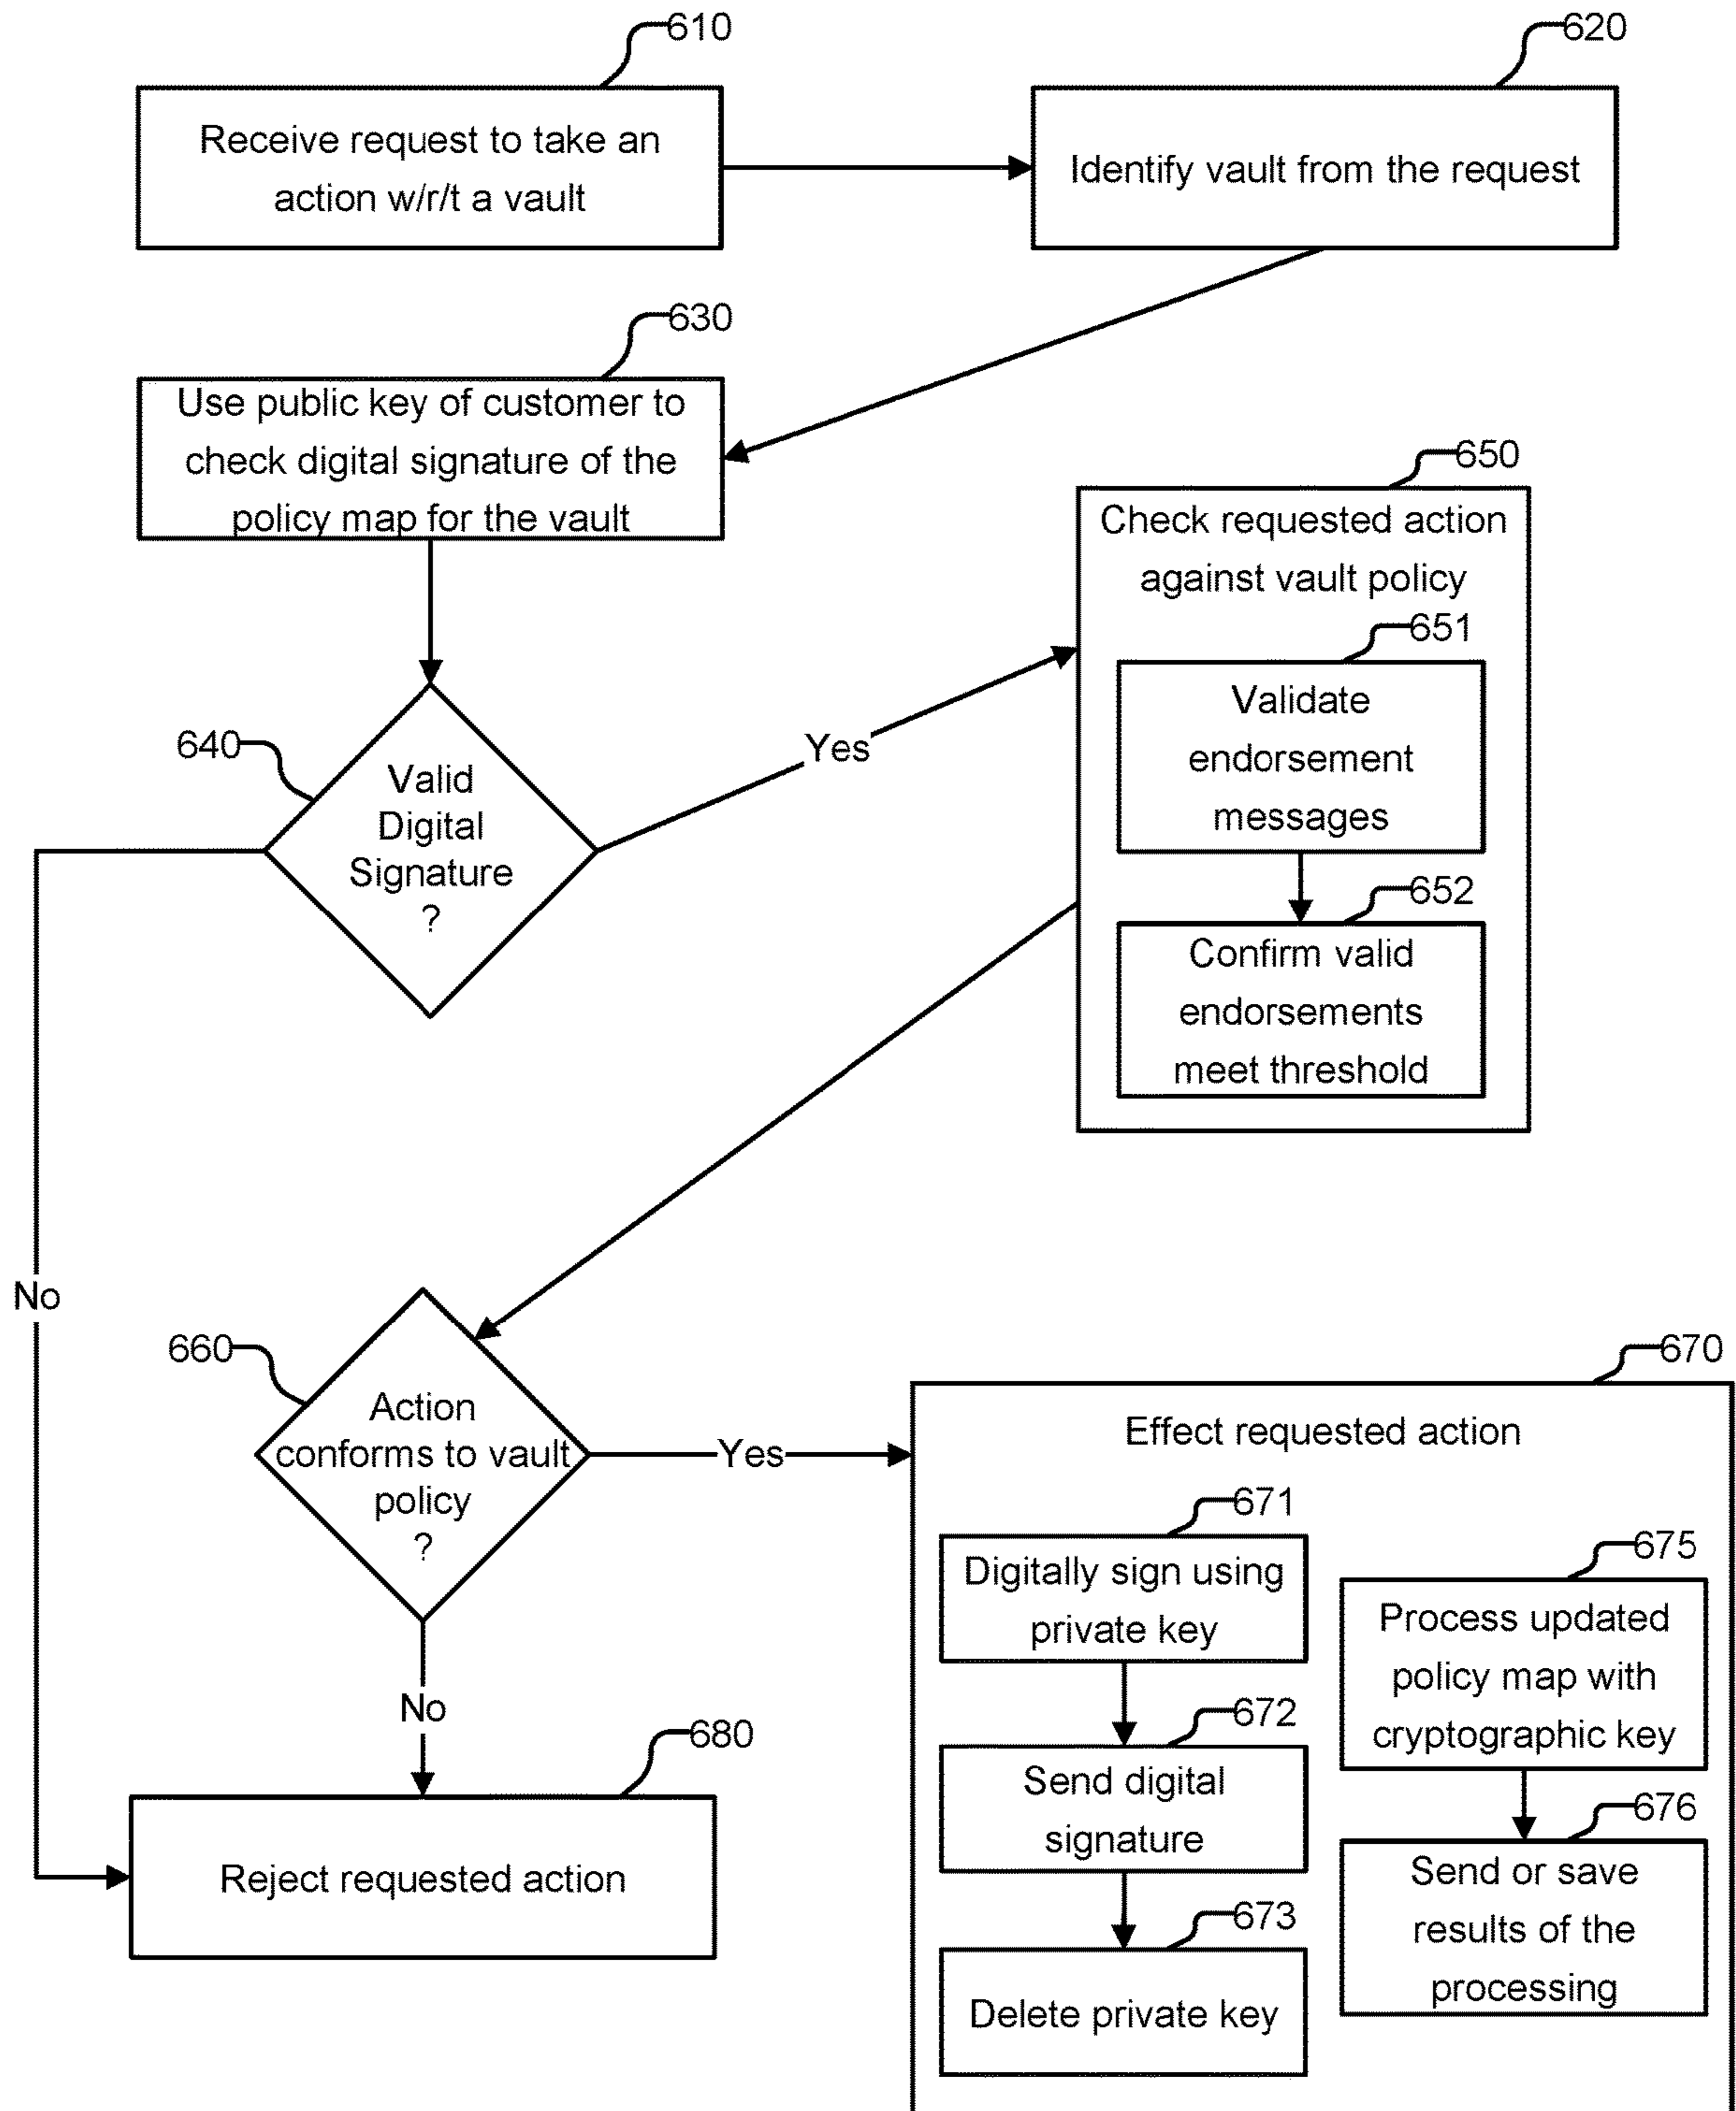 610
Receive request to take an
action w/r/t a vault
620
Identify vault from the request
630
Use public key of customer to
check digital signature of the
policy map for the vault
640
Valid
Digital
Signature
?
Yes
No
650
Check requested action
against vault policy
651
Validate
endorsement
messages
652
Confirm valid
endorsements
meet threshold
660
Action
conforms to vault
policy
?
Yes
No
670
Effect requested action
671
Digitally sign using
private key
672
Send digital
signature
673
Delete private key
675
Process updated
policy map with
cryptographic key
676
Send or save
results of the
processing
680
Reject requested action